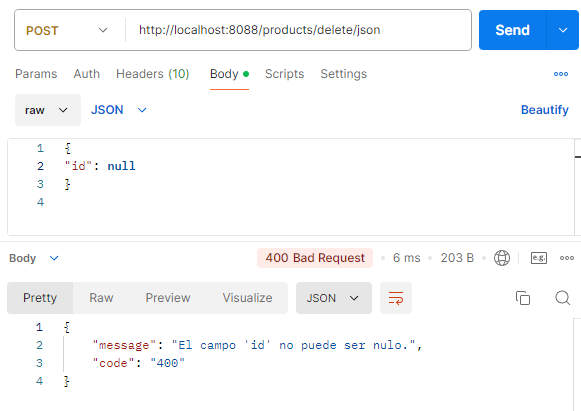 POST http://localhost:8088/products/delete/json Send
Params Auth Headers (10) Body Scripts Settings
raw JSON Beautify
1 {
2 "id": null
3 }
4
Body 400 Bad Request 6 ms 203 B e.g.
Pretty Raw Preview Visualize JSON
1 {
2 "message": "El campo 'id' no puede ser nulo.",
3 "code": "400"
4 }